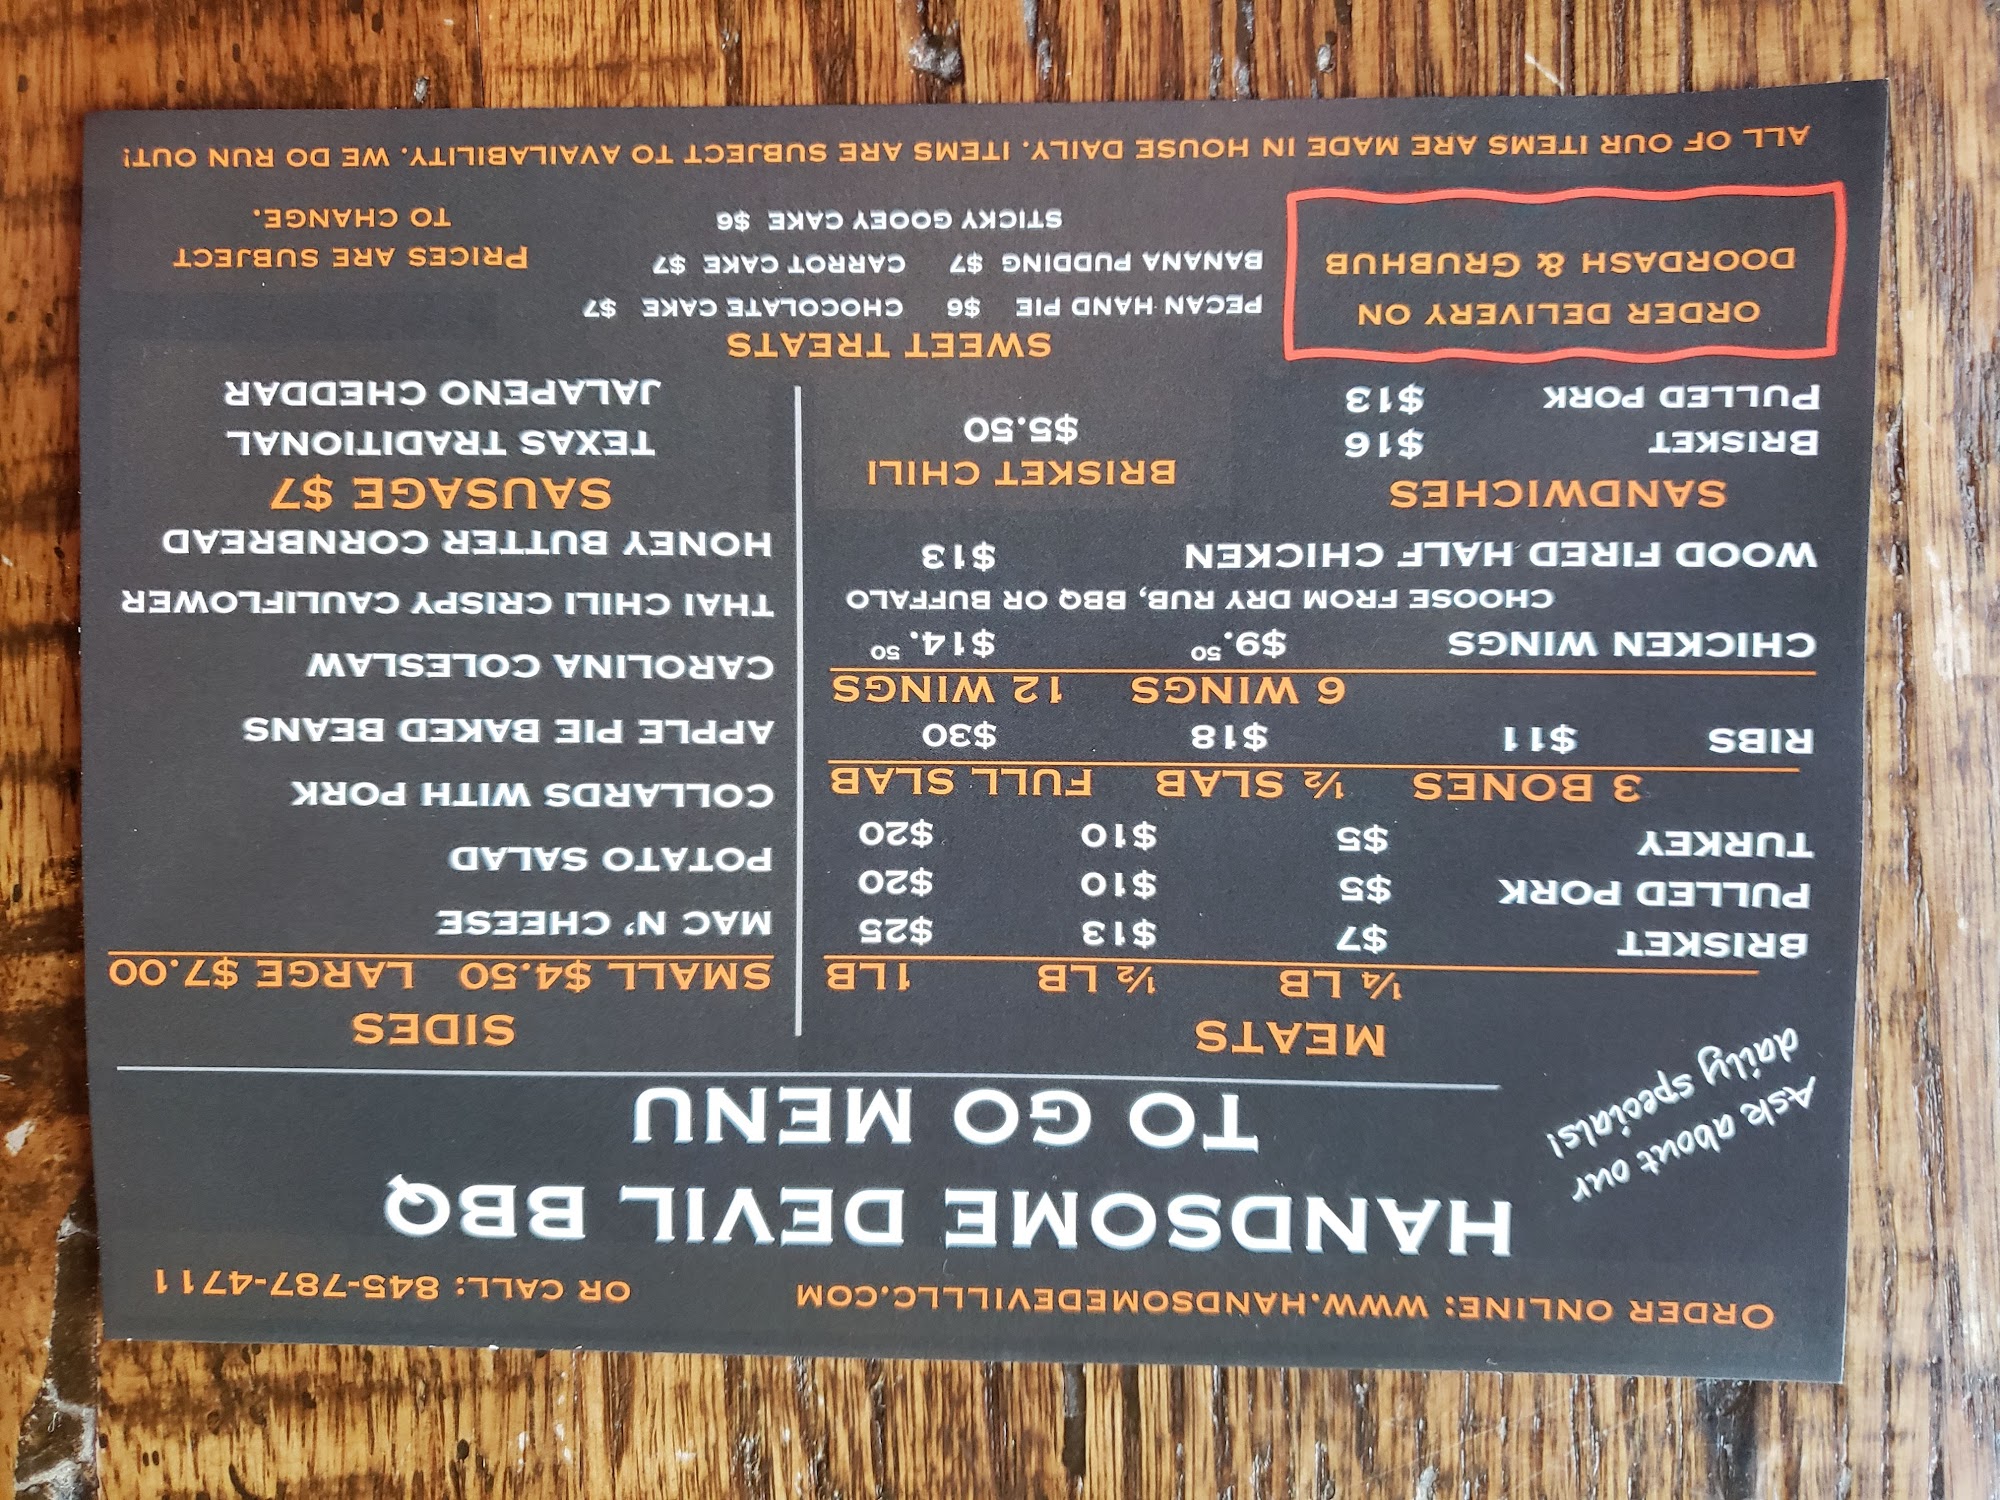 ORDER ONLINE: WWW.HANDSOMEDEVILLLC.COM OR CALL: 845-787-4711
HANDSOME DEVIL BBQ
TO GO MENU
Ask about our
daily specials!
MEATS
¼ LB ½ LB 1 LB
BRISKET $7 $13 $25
PULLED PORK $5 $10 $20
TURKEY $5 $10 $20
3 BONES ½ SLAB FULL SLAB
RIBS $11 $18 $30
6 WINGS 12 WINGS
CHICKEN WINGS $9.50 $14.50
CHOOSE FROM DRY RUB, BBQ OR BUFFALO
WOOD FIRED HALF CHICKEN $13
SANDWICHES
BRISKET $16
PULLED PORK $13
BRISKET CHILI
$5.50
SIDES
SMALL $4.50 LARGE $7.00
MAC N' CHEESE
POTATO SALAD
COLLARDS WITH PORK
APPLE PIE BAKED BEANS
CAROLINA COLESLAW
THAI CHILI CRISPY CAULIFLOWER
HONEY BUTTER CORNBREAD
SAUSAGE $7
TEXAS TRADITIONAL
JALAPENO CHEDDAR
ORDER DELIVERY ON
DOORDASH & GRUBHUB
SWEET TREATS
PECAN HAND PIE $6 CHOCOLATE CAKE $7
BANANA PUDDING $7 CARROT CAKE $7
STICKY GOOEY CAKE $6
PRICES ARE SUBJECT
TO CHANGE.
ALL OF OUR ITEMS ARE MADE IN HOUSE DAILY. ITEMS ARE SUBJECT TO AVAILABILITY. WE DO RUN OUT!